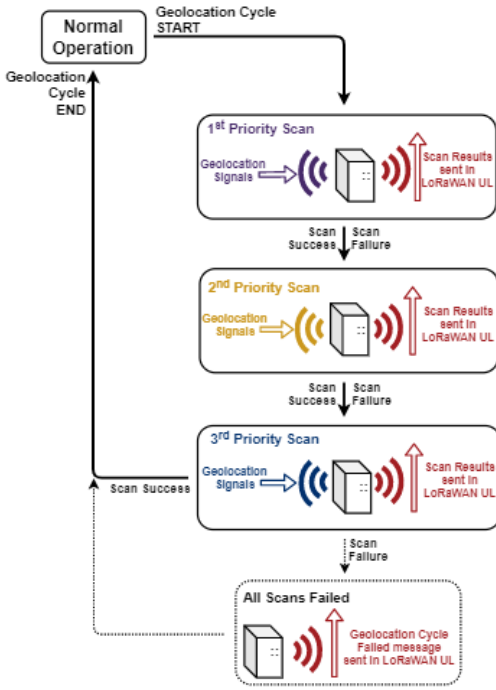 Normal
Operation
Geolocation Cycle
START
Geolocation
Cycle
END
1st Priority Scan
Geolocation
Signals
Scan Results
sent in
LoRaWAN UL
Scan
Success
Scan
Failure
2nd Priority Scan
Geolocation
Signals
Scan Results
sent in
LoRaWAN UL
Scan
Success
Scan
Failure
3rd Priority Scan
Geolocation
Signals
Scan Results
sent in
LoRaWAN UL
Scan Success
Scan
Failure
All Scans Failed
Geolocation Cycle
Failed message
sent in LoRaWAN UL